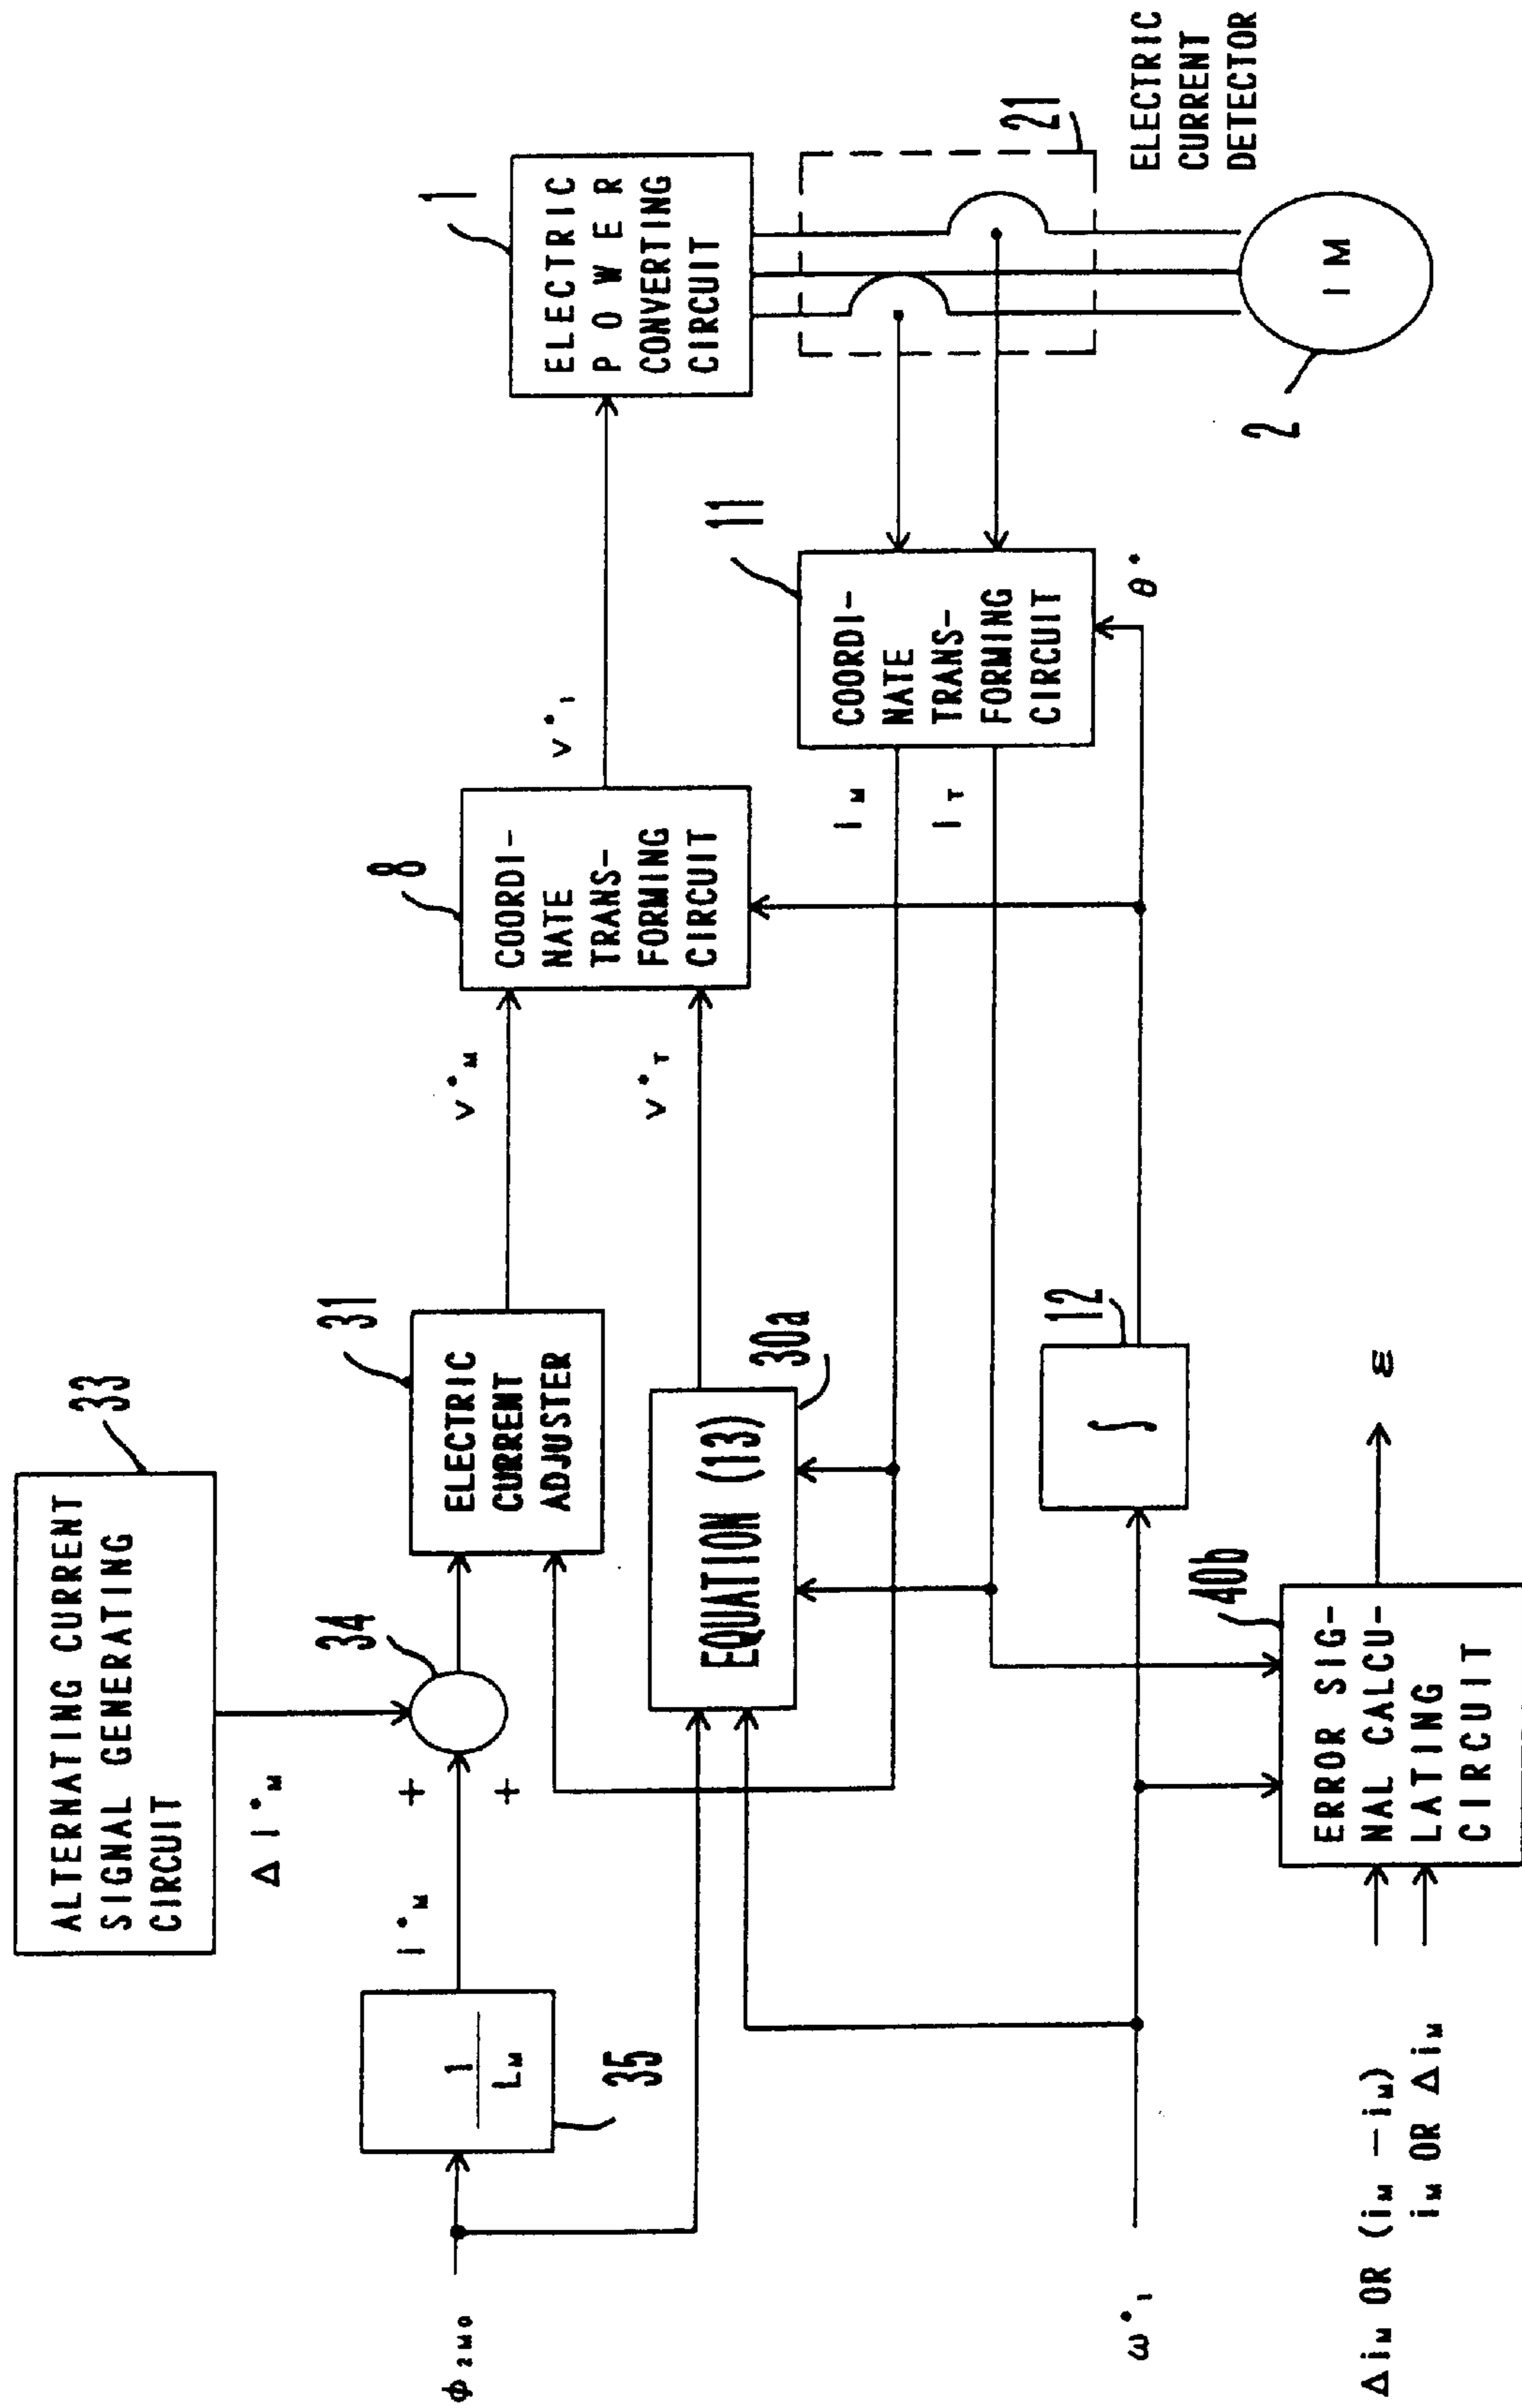 ALTERNATING CURRENT
SIGNAL GENERATING
CIRCUIT
33
Δ i*M
φ2M0
1
LM
35
i*M
+
+
34
ELECTRIC
CURRENT
ADJUSTER
31
v*M
EQUATION (13)
30a
v*T
COORDI-
NATE
TRANS-
FORMING
CIRCUIT
8
v*1
ELECTRIC
POWER
CONVERTING
CIRCUIT
1
21
ELECTRIC
CURRENT
DETECTOR
IM
2
COORDI-
NATE
TRANS-
FORMING
CIRCUIT
11
iM
iT
θ*
ω*1
∫
12
ERROR SIG-
NAL CALCU-
LATING
CIRCUIT
40b
ε
ΔiM OR (iM − iM)
iM OR ΔiM